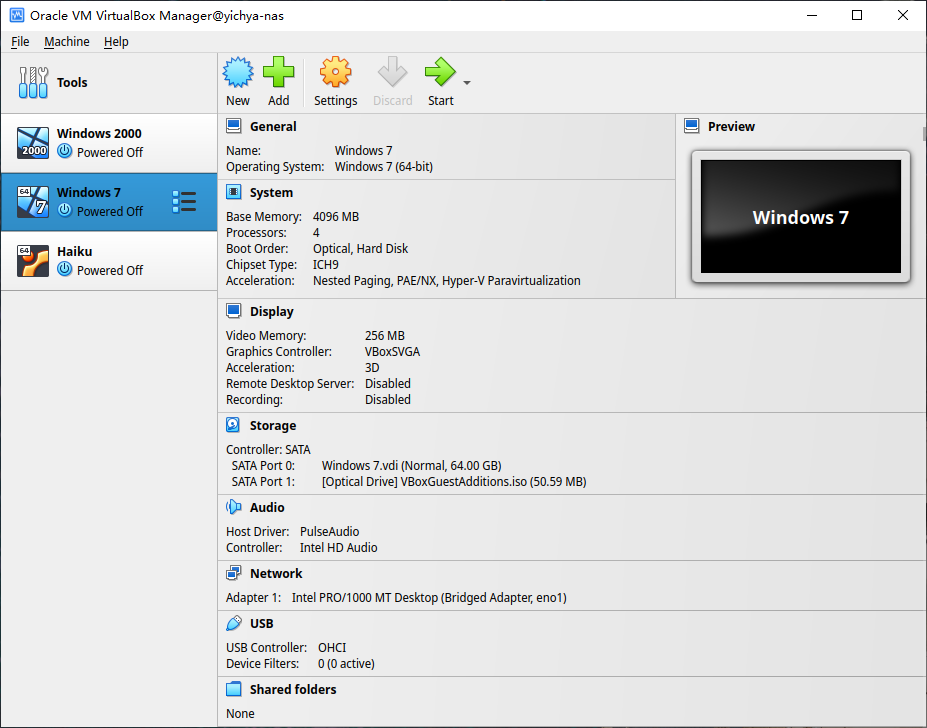 Oracle VM VirtualBox Manager@yichya-nas
File Machine Help
Tools
New Add Settings Discard Start
Windows 2000
2000 Powered Off
64 Windows 7
7 Powered Off
64 Haiku
Powered Off
General
Name: Windows 7
Operating System: Windows 7 (64-bit)
System
Base Memory: 4096 MB
Processors: 4
Boot Order: Optical, Hard Disk
Chipset Type: ICH9
Acceleration: Nested Paging, PAE/NX, Hyper-V Paravirtualization
Preview
Windows 7
Display
Video Memory: 256 MB
Graphics Controller: VBoxSVGA
Acceleration: 3D
Remote Desktop Server: Disabled
Recording: Disabled
Storage
Controller: SATA
SATA Port 0: Windows 7.vdi (Normal, 64.00 GB)
SATA Port 1: [Optical Drive] VBoxGuestAdditions.iso (50.59 MB)
Audio
Host Driver: PulseAudio
Controller: Intel HD Audio
Network
Adapter 1: Intel PRO/1000 MT Desktop (Bridged Adapter, eno1)
USB
USB Controller: OHCI
Device Filters: 0 (0 active)
Shared folders
None